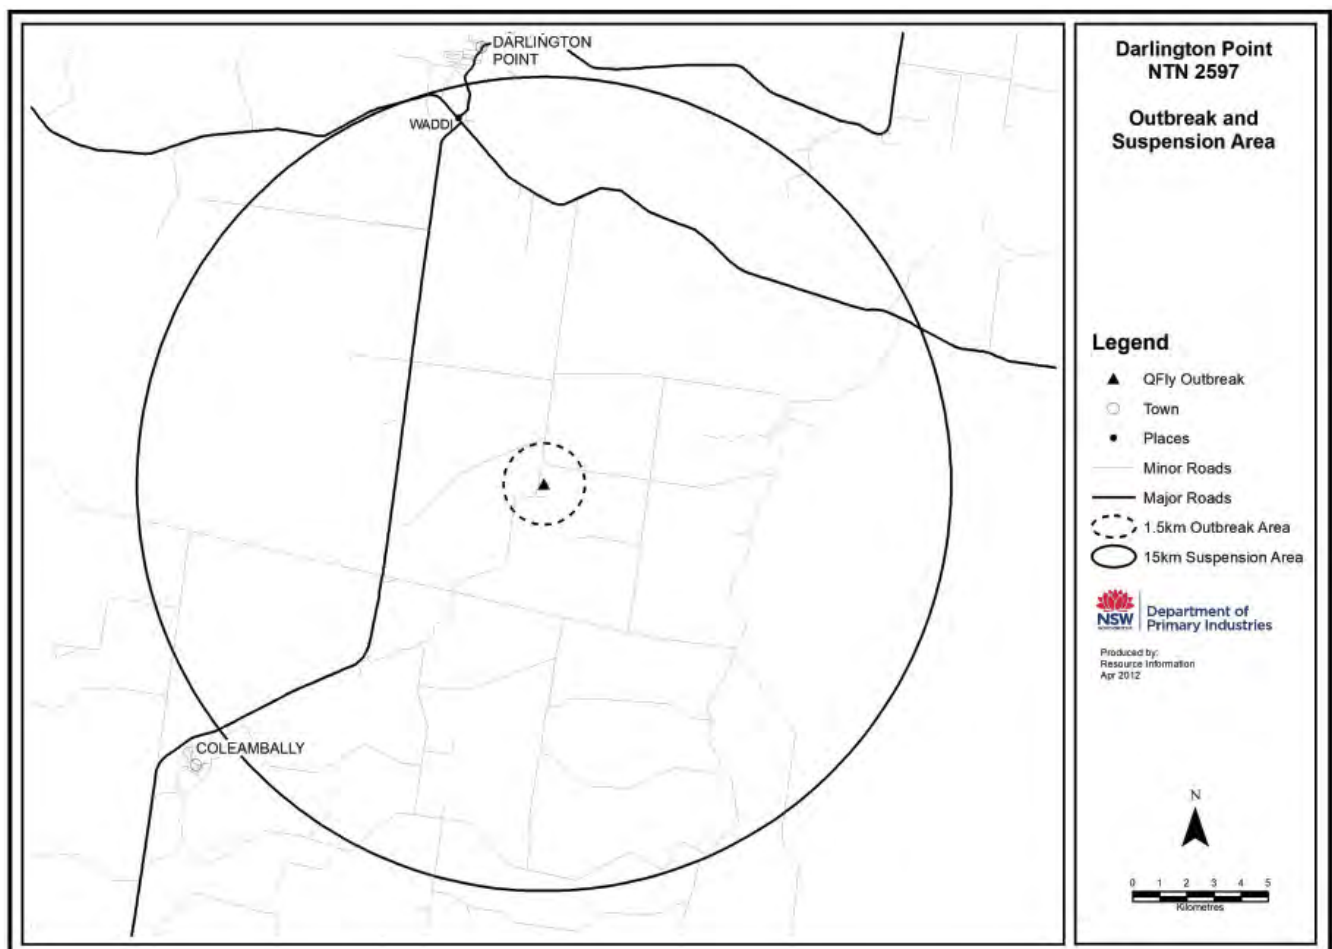 DARLINGTON
POINT
WADDI
COLEAMBALLY
Darlington Point
NTN 2597
Outbreak and
Suspension Area
Legend
QFly Outbreak
Town
Places
Minor Roads
Major Roads
1.5km Outbreak Area
15km Suspension Area
NSW
Department of
Primary Industries
Produced by:
Resource Information
Apr 2012
N
0 1 2 3 4 5
Kilometres